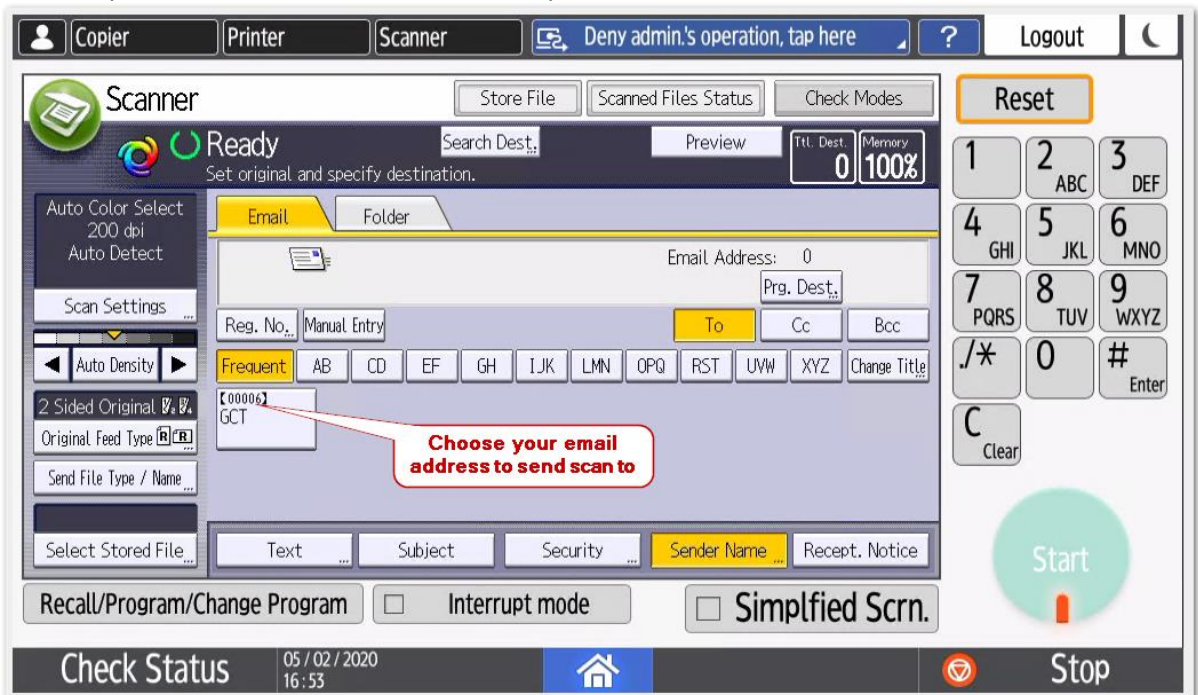 Copier
Printer
Scanner
Deny admin.'s operation, tap here
?
Logout
Scanner
Store File
Scanned Files Status
Check Modes
Reset
Ready
Search Dest.
Preview
Ttl. Dest.
0
Memory
100%
Set original and specify destination.
Auto Color Select
200 dpi
Auto Detect
Email
Folder
Email Address: 0
Prg. Dest.
Scan Settings
Reg. No.
Manual Entry
To
Cc
Bcc
Auto Density
Frequent
AB
CD
EF
GH
IJK
LMN
OPQ
RST
UVW
XYZ
Change Title
2 Sided Original
【00006】
GCT
Original Feed Type
Choose your email
address to send scan to
Send File Type / Name
Select Stored File
Text
Subject
Security
Sender Name
Recept. Notice
1
2 ABC
3 DEF
4 GHI
5 JKL
6 MNO
7 PQRS
8 TUV
9 WXYZ
./*
0
# Enter
C Clear
Start
Recall/Program/Change Program
Interrupt mode
Simplfied Scrn.
Check Status
05 / 02 / 2020
16 : 53
Stop